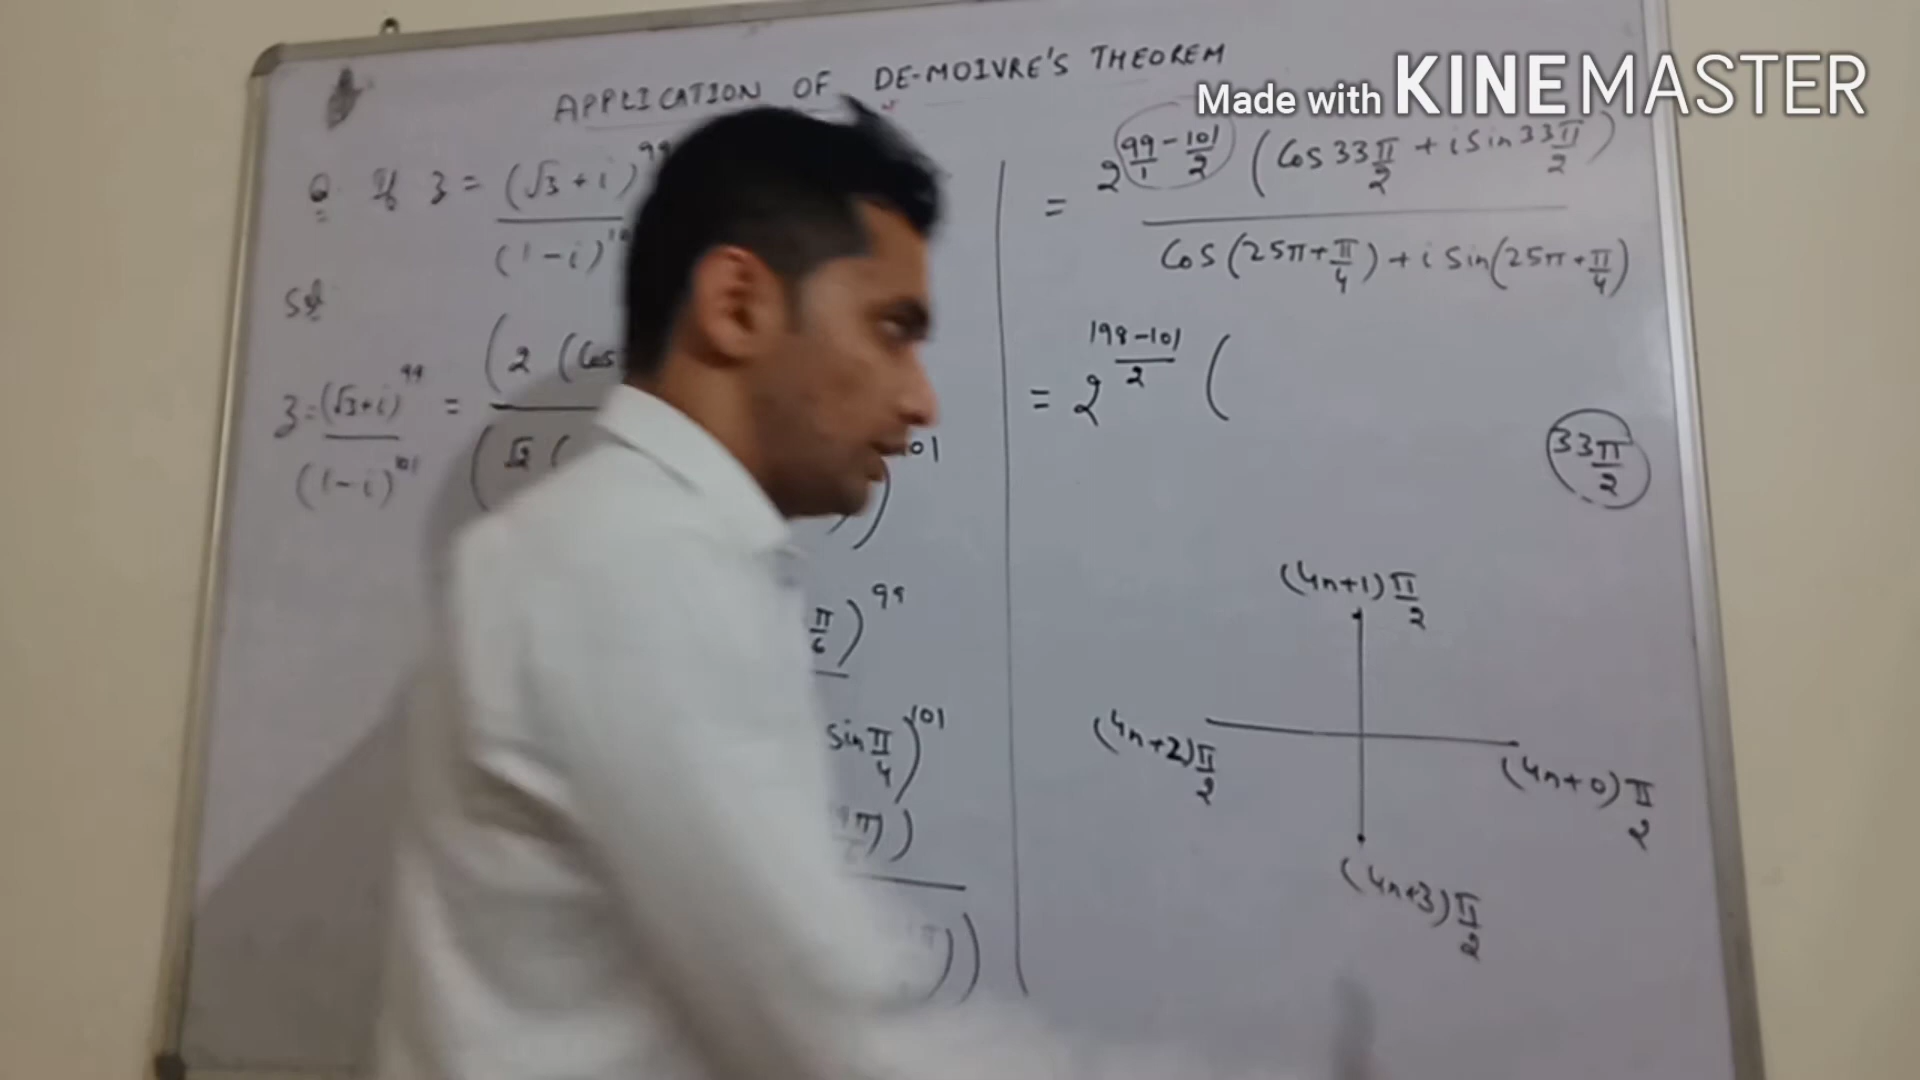 Made with KINEMASTER
APPLICATION OF DE-MOIVRE'S THEOREM
Q. If z = (√3 + i)^99
(1 - i)^10
Sol
z = (√3+i)^99 = (2 (Cos
(1-i)^101 (√2 (
101
π/6)^99
sin π/4)^101
= 2^(99/1 - 101/2) (Cos 33π/2 + i Sin 33π/2)
Cos (25π + π/4) + i Sin (25π + π/4)
= 2^(198-101)/2 (
33π/2
(4n+1) π/2
(4n+2) π/2
(4n+0) π/2
(4n+3) π/2